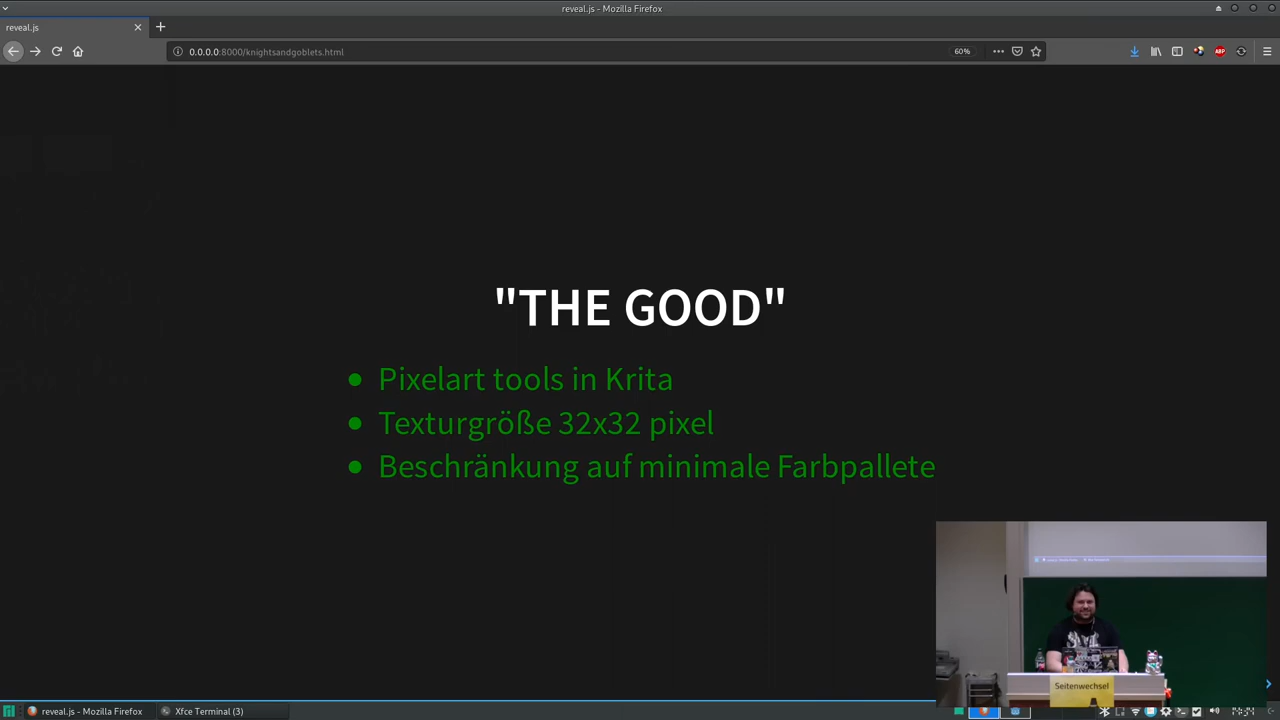 reveal.js - Mozilla Firefox
reveal.js
0.0.0.0:8000/knightsandgoblets.html
60%
ABP
"THE GOOD"
Pixelart tools in Krita
Texturgröße 32x32 pixel
Beschränkung auf minimale Farbpallete
Seitenwechsel
reveal.js - Mozilla Firefox
Xfce Terminal (3)